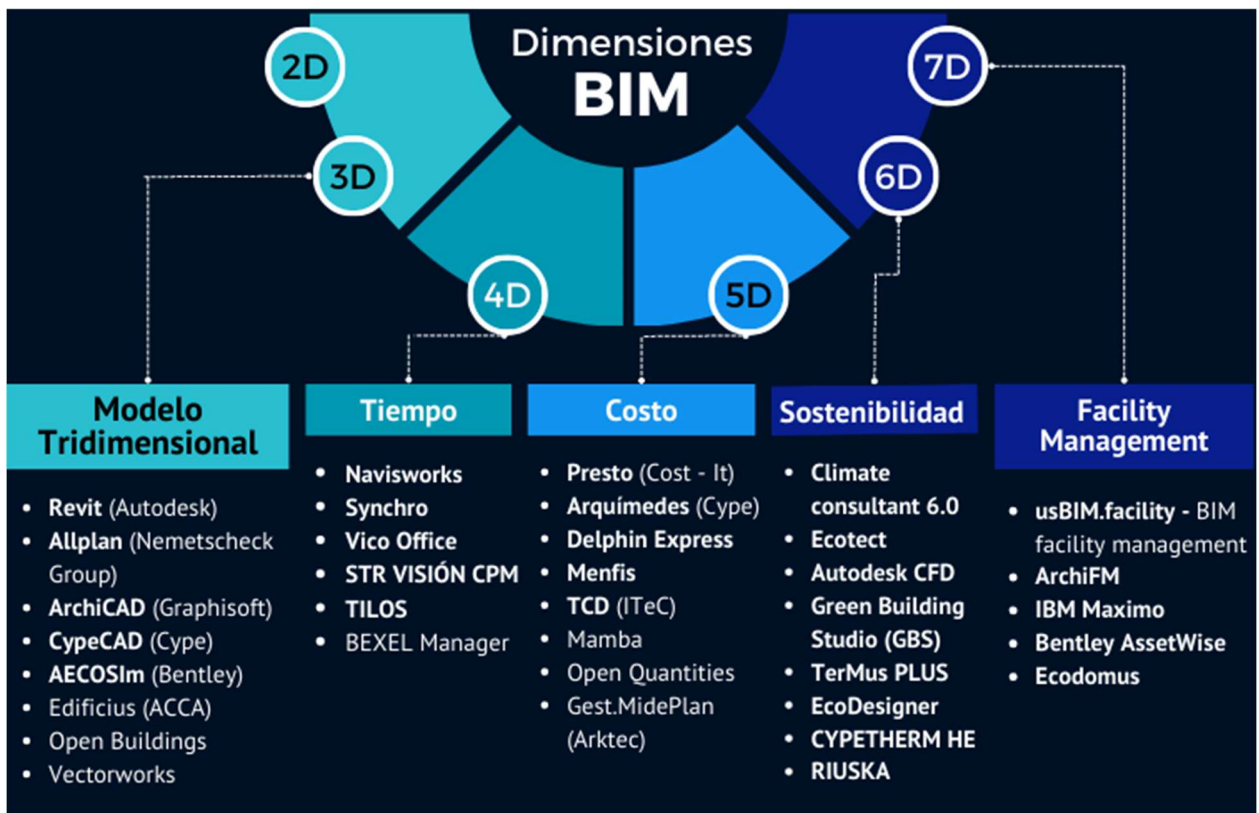 Dimensiones
BIM
2D
3D
4D
5D
6D
7D
Modelo
Tridimensional
• Revit (Autodesk)
• Allplan (Nemetscheck
Group)
• ArchiCAD (Graphisoft)
• CypeCAD (Cype)
• AECOSIm (Bentley)
• Edificius (ACCA)
• Open Buildings
• Vectorworks
Tiempo
• Navisworks
• Synchro
• Vico Office
• STR VISIÓN CPM
• TILOS
• BEXEL Manager
Costo
• Presto (Cost - It)
• Arquímedes (Cype)
• Delphin Express
• Menfis
• TCD (ITeC)
• Mamba
• Open Quantities
• Gest.MidePlan
(Arktec)
Sostenibilidad
• Climate
consultant 6.0
• Ecotect
• Autodesk CFD
• Green Building
Studio (GBS)
• TerMus PLUS
• EcoDesigner
• CYPETHERM HE
• RIUSKA
Facility
Management
• usBIM.facility - BIM
facility management
• ArchiFM
• IBM Maximo
• Bentley AssetWise
• Ecodomus